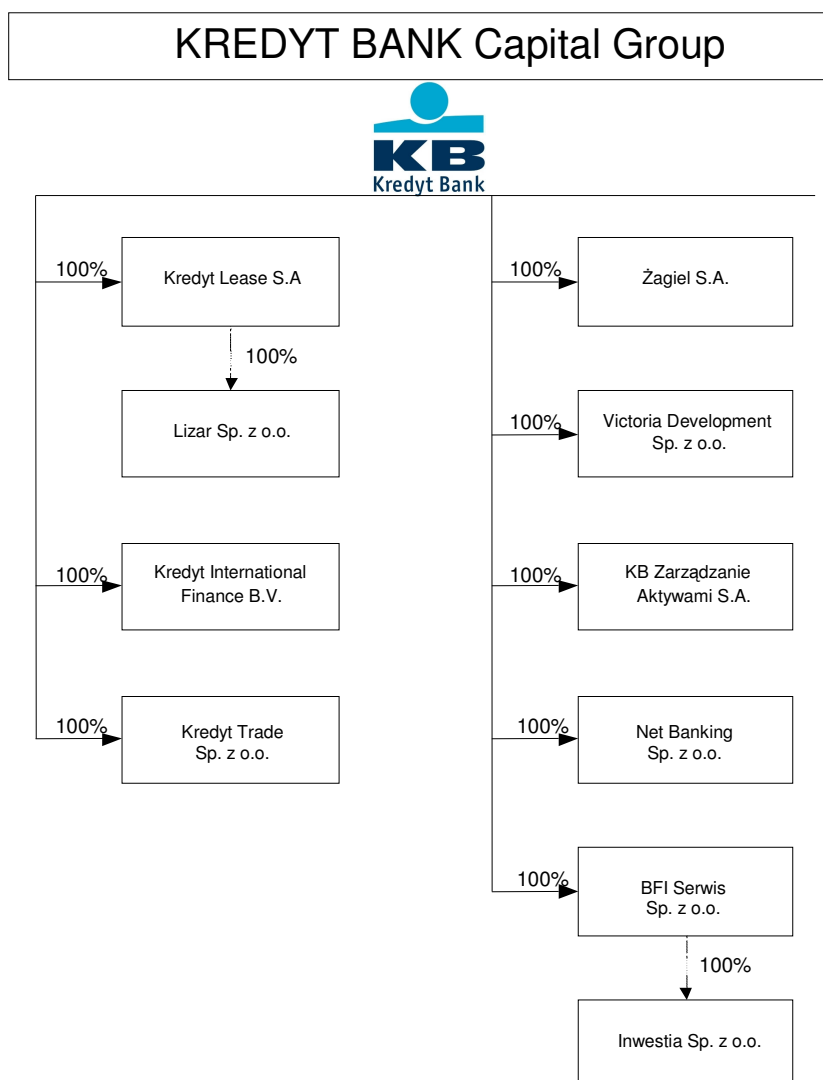 KREDYT BANK Capital Group
KB
Kredyt Bank
100%
Kredyt Lease S.A
100%
Lizar Sp. z o.o.
100%
Kredyt International
Finance B.V.
100%
Kredyt Trade
Sp. z o.o.
100%
Żagiel S.A.
100%
Victoria Development
Sp. z o.o.
100%
KB Zarządzanie
Aktywami S.A.
100%
Net Banking
Sp. z o.o.
100%
BFI Serwis
Sp. z o.o.
100%
Inwestia Sp. z o.o.